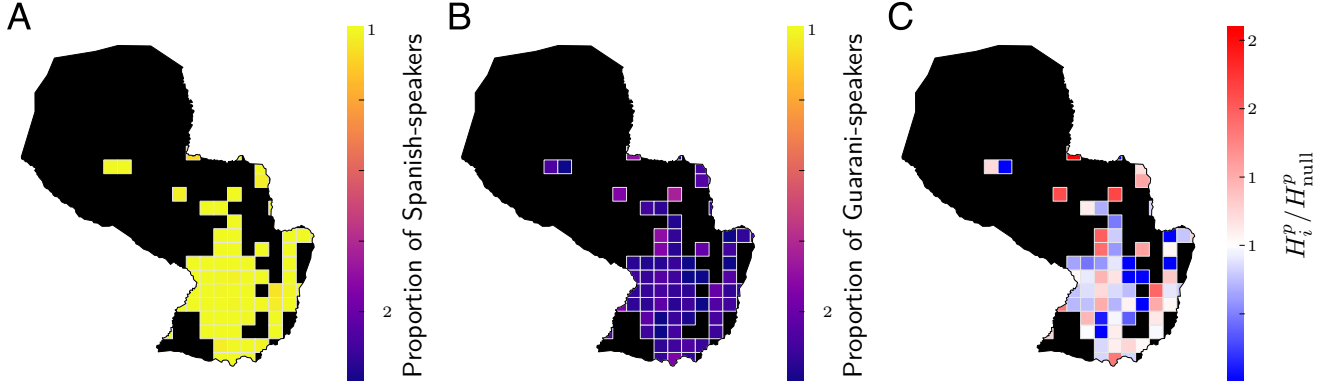 A
1
2
Proportion of Spanish-speakers
B
1
2
Proportion of Guarani-speakers
C
2
2
1
1
H_i^p / H_null^p